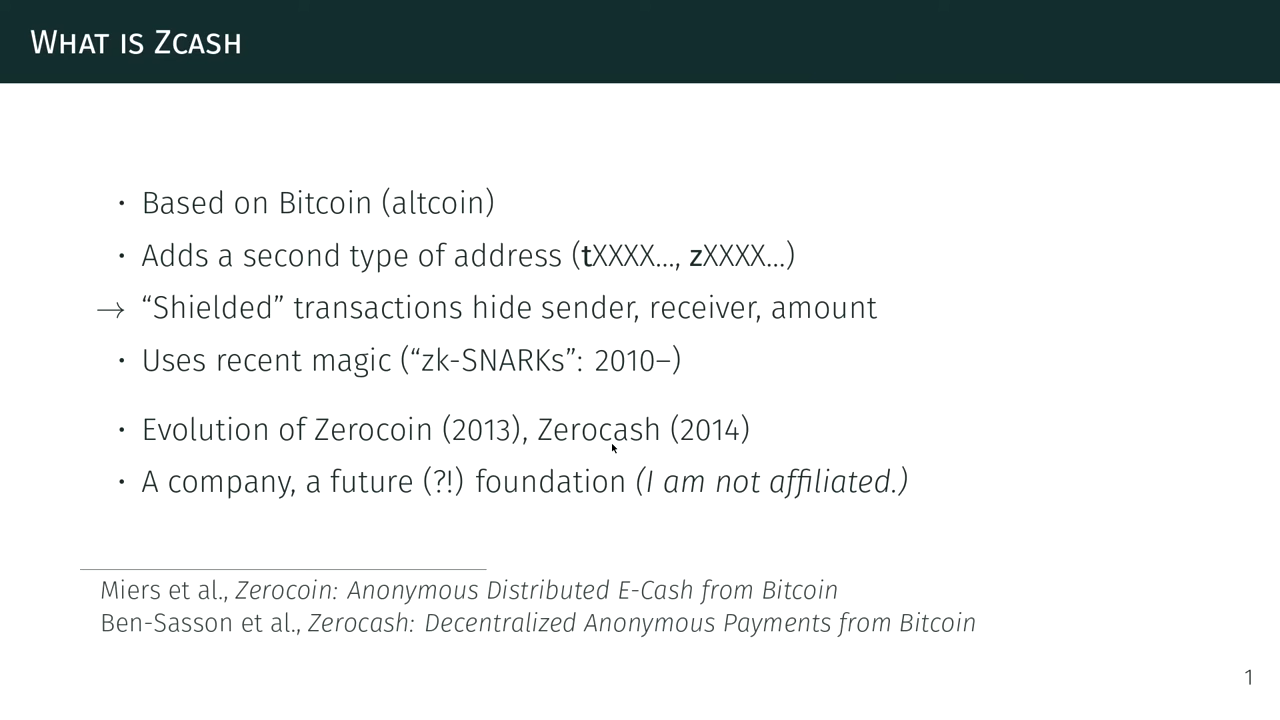 What is Zcash
• Based on Bitcoin (altcoin)
• Adds a second type of address (tXXXX..., zXXXX...)
→ “Shielded” transactions hide sender, receiver, amount
• Uses recent magic (“zk-SNARKs”: 2010–)
• Evolution of Zerocoin (2013), Zerocash (2014)
• A company, a future (?!) foundation (I am not affiliated.)
Miers et al., Zerocoin: Anonymous Distributed E-Cash from Bitcoin
Ben-Sasson et al., Zerocash: Decentralized Anonymous Payments from Bitcoin
1